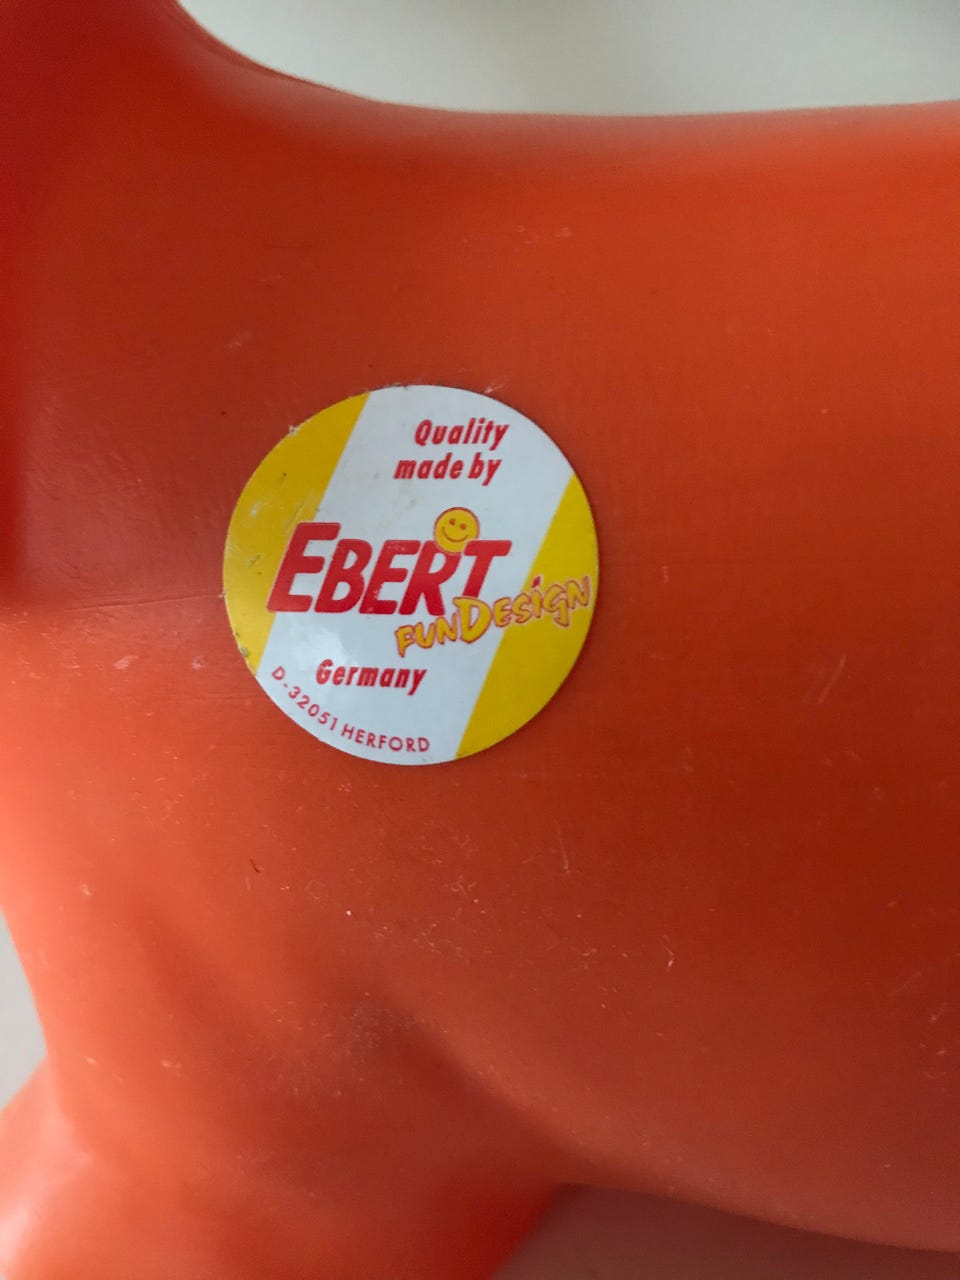 Quality
made by
EBERT
FUNDESIGN
Germany
D-32051 HERFORD